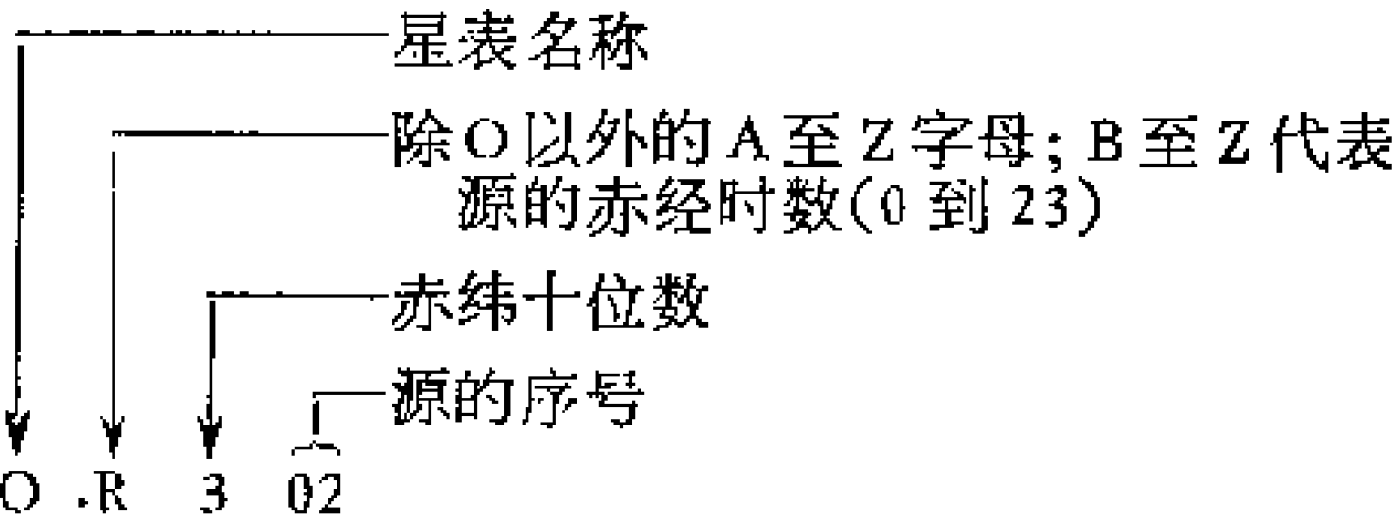 星表名称
除O以外的A至Z字母；B至Z代表
源的赤经时数(0到23)
赤纬十位数
源的序号
O .R 3 02